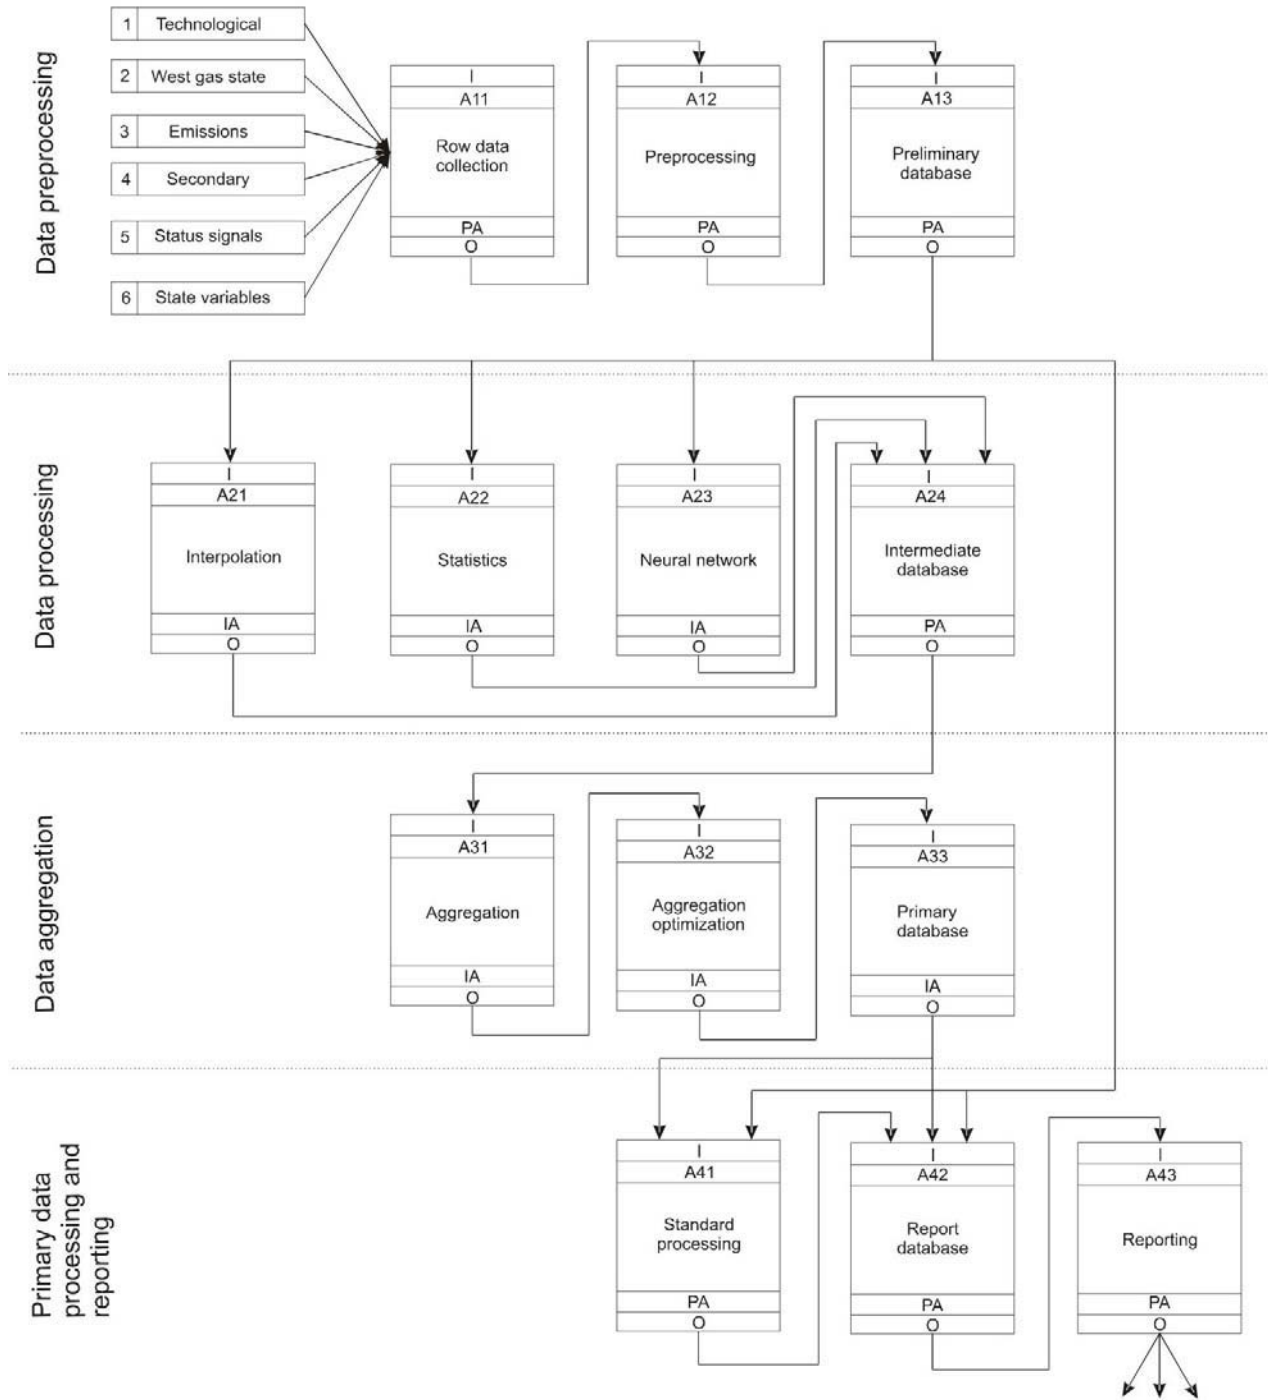 Data preprocessing
1 Technological
2 West gas state
3 Emissions
4 Secondary
5 Status signals
6 State variables
I
A11
Row data
collection
PA
O
I
A12
Preprocessing
PA
O
I
A13
Preliminary
database
PA
O
Data processing
I
A21
Interpolation
IA
O
I
A22
Statistics
IA
O
I
A23
Neural network
IA
O
I
A24
Intermediate
database
PA
O
Data aggregation
I
A31
Aggregation
IA
O
I
A32
Aggregation
optimization
IA
O
I
A33
Primary
database
IA
O
Primary data
processing and
reporting
I
A41
Standard
processing
PA
O
I
A42
Report
database
PA
O
I
A43
Reporting
PA
O